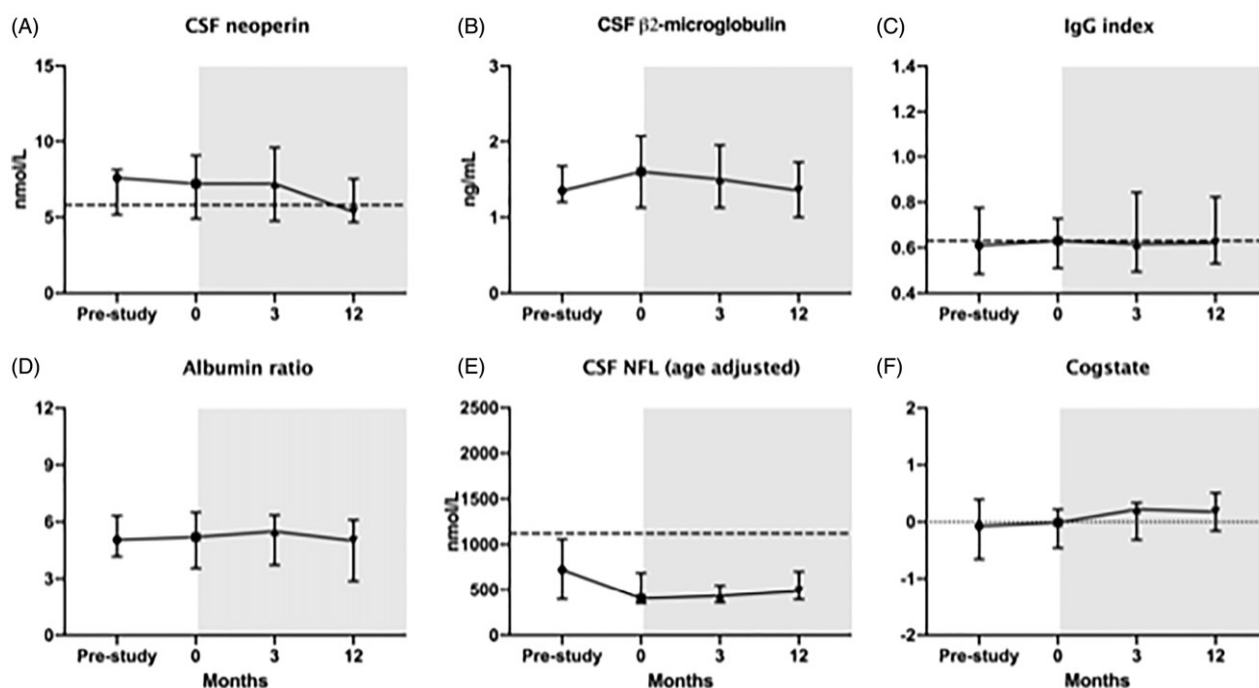 (A) CSF neoperin
15
10
5
0
nmol/L
Pre-study 0 3 12
(B) CSF β2-microglobulin
3
2
1
0
ng/mL
Pre-study 0 3 12
(C) IgG index
1.4
1.2
1.0
0.8
0.6
0.4
Pre-study 0 3 12
(D) Albumin ratio
12
9
6
3
0
Pre-study 0 3 12
Months
(E) CSF NFL (age adjusted)
2500
2000
1500
1000
500
0
nmol/L
Pre-study 0 3 12
Months
(F) Cogstate
2
1
0
-1
-2
Pre-study 0 3 12
Months